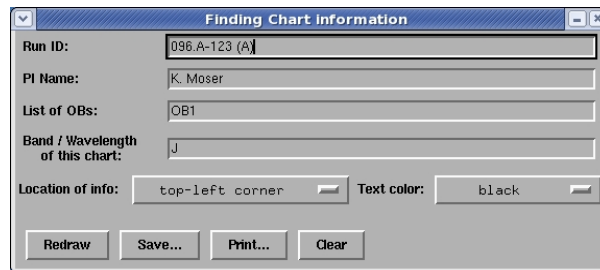 Finding Chart information
Run ID: 096.A-123 (A)
PI Name: K. Moser
List of OBs: OB1
Band / Wavelength
of this chart: J
Location of info: top-left corner Text color: black
Redraw Save... Print... Clear